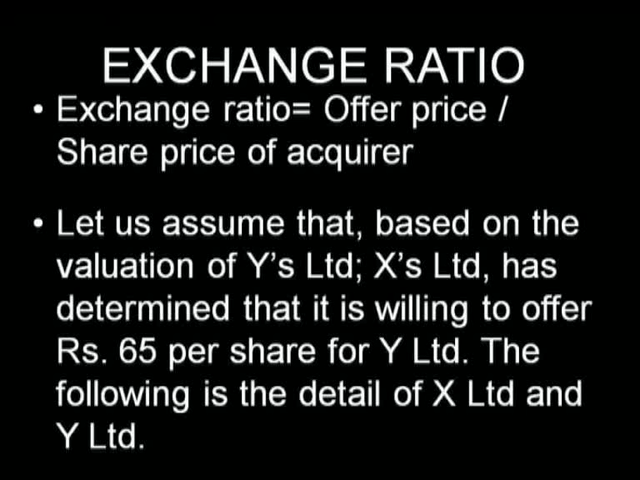 EXCHANGE RATIO
• Exchange ratio= Offer price /
Share price of acquirer
• Let us assume that, based on the
valuation of Y's Ltd; X's Ltd, has
determined that it is willing to offer
Rs. 65 per share for Y Ltd. The
following is the detail of X Ltd and
Y Ltd.